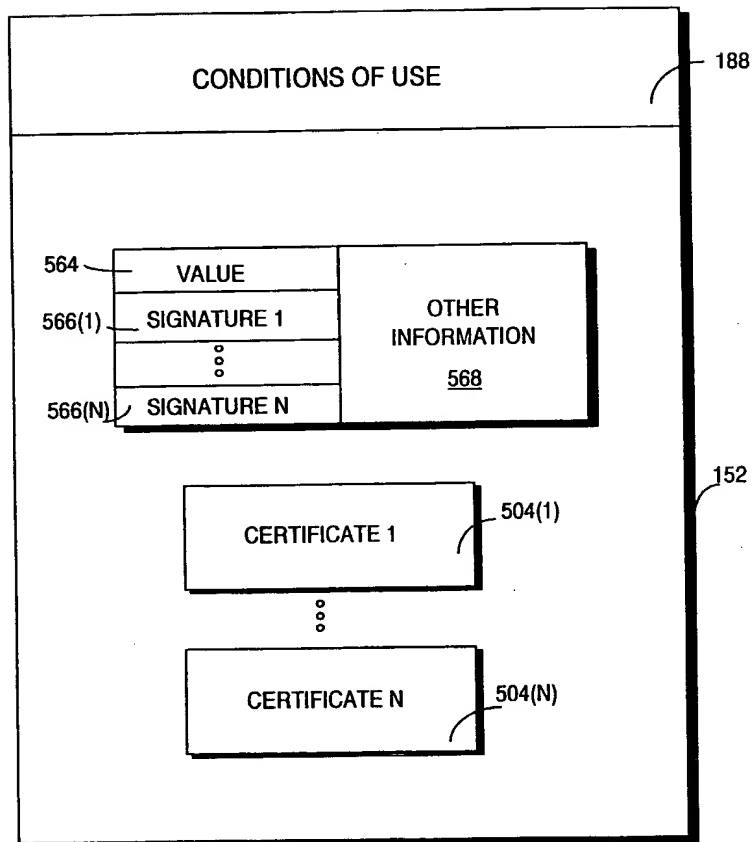 CONDITIONS OF USE
188
564
VALUE
566(1)
SIGNATURE 1
566(N)
SIGNATURE N
OTHER
INFORMATION
568
152
CERTIFICATE 1
504(1)
CERTIFICATE N
504(N)